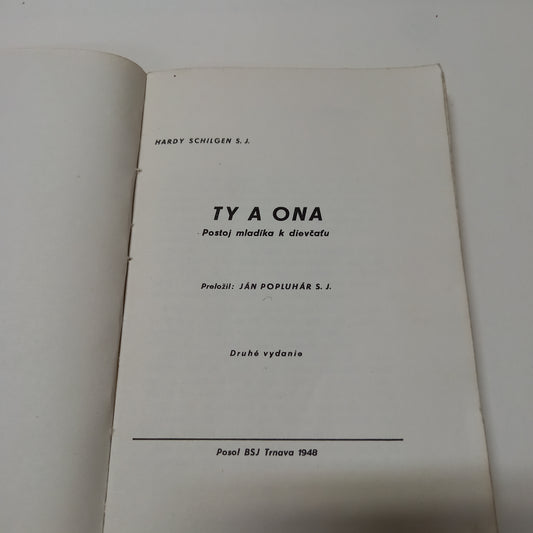 HARDY SCHILGEN S. J.
TY A ONA
Postoj mladíka k dievčaťu
Preložil: JÁN POPLUHÁR S. J.
Druhé vydanie
Posol BSJ Trnava 1948